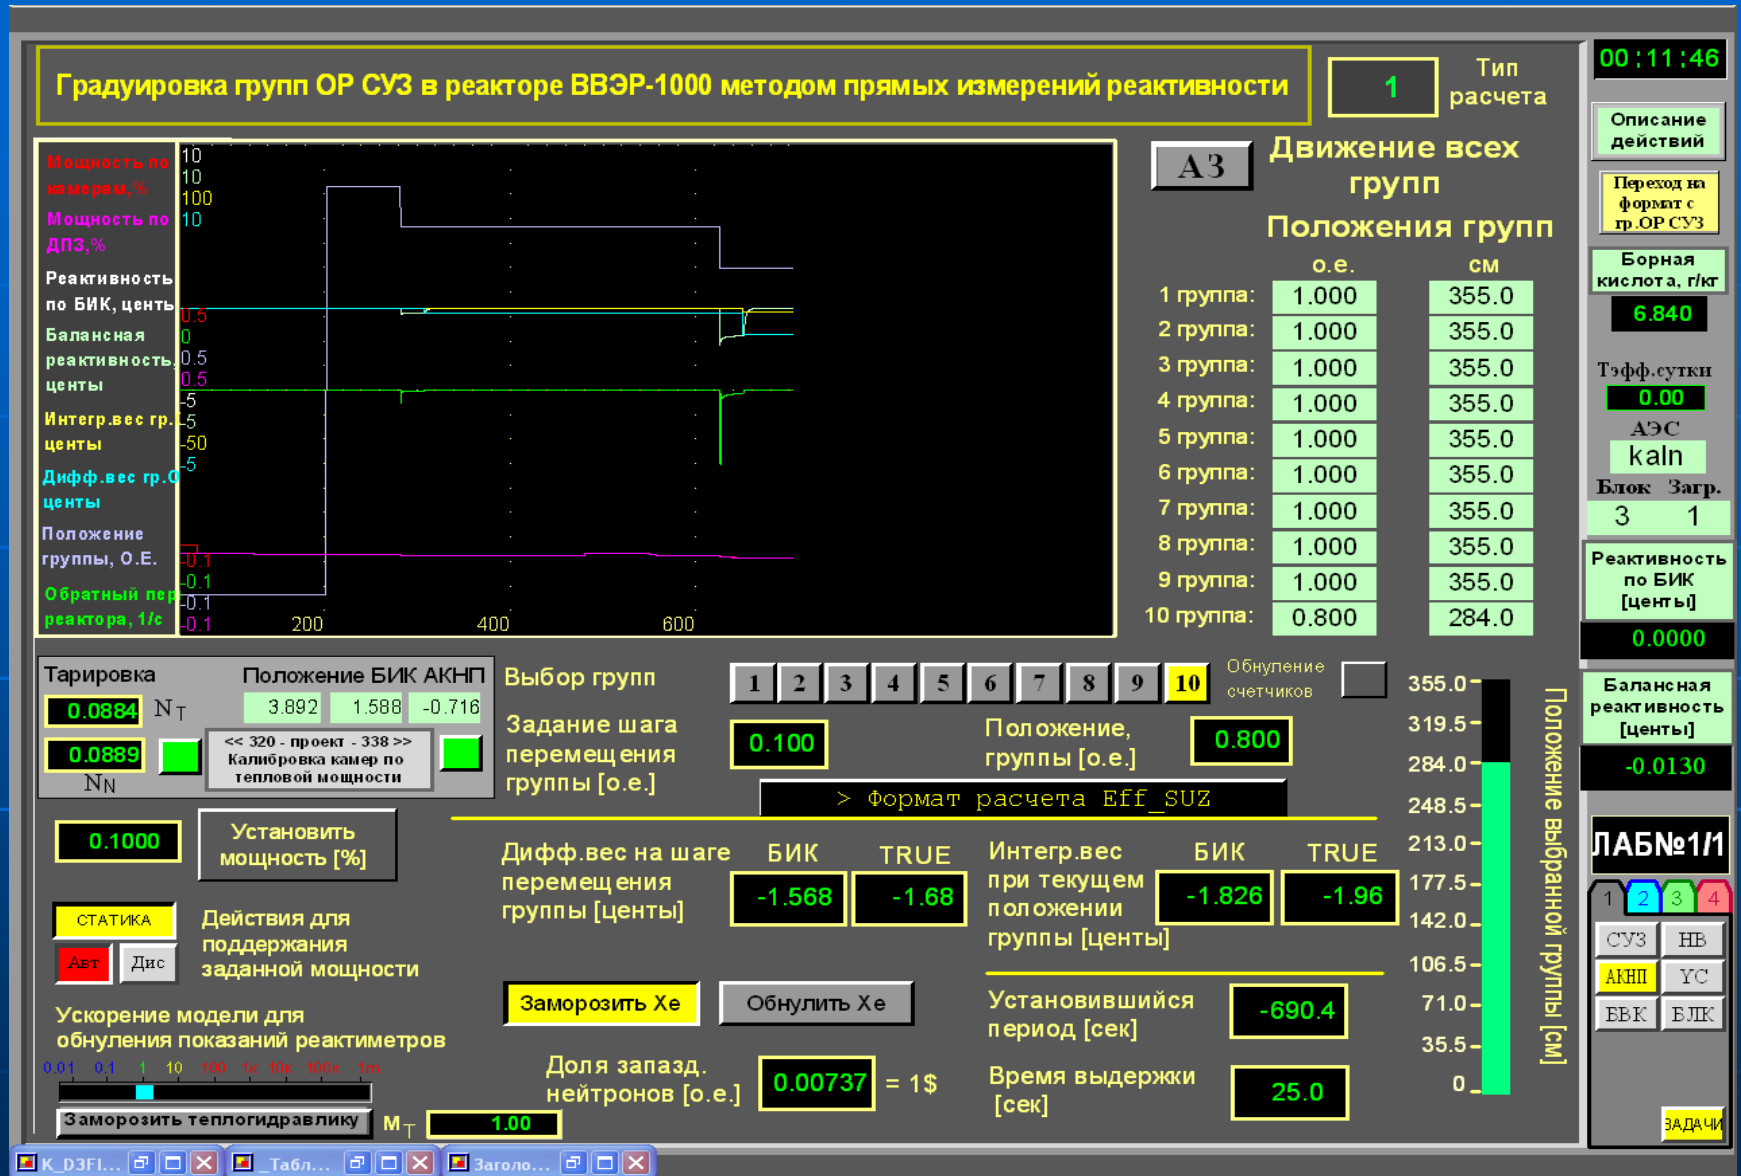 Градуировка групп ОР СУЗ в реакторе ВВЭР-1000 методом прямых измерений реактивности
1
Тип
расчета
00:11:46
Описание
действий
Переход на
формат с
гр.ОР СУЗ
Борная
кислота, г/кг
6.840
Тэфф.сутки
0.00
АЭС
kaln
Блок Загр.
3 1
Реактивность
по БИК
[центы]
0.0000
Балансная
реактивность
[центы]
-0.0130
ЛАБ№1/1
1 2 3 4
СУЗ НВ
АКНП YC
БВК БЛК
ЗАДАЧИ
Мощность по
камерам,%
Мощность по
ДПЗ,%
Реактивность
по БИК, центь
Балансная
реактивность,
центы
Интегр.вес гр.
центы
Дифф.вес гр.О
центы
Положение
группы, О.Е.
Обратный пер
реактора, 1/с
10
10
100
10
0.5
0
0.5
0.5
-5
-5
-50
-5
-0.1
-0.1
-0.1
-0.1
200 400 600
АЗ
Движение всех
групп
Положения групп
о.е. см
1 группа: 1.000 355.0
2 группа: 1.000 355.0
3 группа: 1.000 355.0
4 группа: 1.000 355.0
5 группа: 1.000 355.0
6 группа: 1.000 355.0
7 группа: 1.000 355.0
8 группа: 1.000 355.0
9 группа: 1.000 355.0
10 группа: 0.800 284.0
Тарировка
Положение БИК АКНП
0.0884 NТ
3.892 1.588 -0.716
0.0889
NN
<< 320 - проект - 338 >>
Калибровка камер по
тепловой мощности
0.1000
Установить
мощность [%]
СТАТИКА
Авт Дис
Действия для
поддержания
заданной мощности
Ускорение модели для
обнуления показаний реактиметров
0.01 0.1 1 10 100 1к 10к 100к 1m
Заморозить теплогидравлику
МТ 1.00
Выбор групп
1 2 3 4 5 6 7 8 9 10
Обнуление
счетчиков
Задание шага
перемещения
группы [о.е.]
0.100
Положение,
группы [о.е.]
0.800
> Формат расчета Eff_SUZ
Дифф.вес на шаге
перемещения
группы [центы]
БИК TRUE
-1.568 -1.68
Интегр.вес
при текущем
положении
группы [центы]
БИК TRUE
-1.826 -1.96
Заморозить Xe
Обнулить Xe
Установившийся
период [сек]
-690.4
Доля запазд.
нейтронов [о.е.]
0.00737 = 1$
Время выдержки
[сек]
25.0
355.0
319.5
284.0
248.5
213.0
177.5
142.0
106.5
71.0
35.5
0
Положение выбранной группы [см]
K_D3FI...
_Табл...
Заголо...